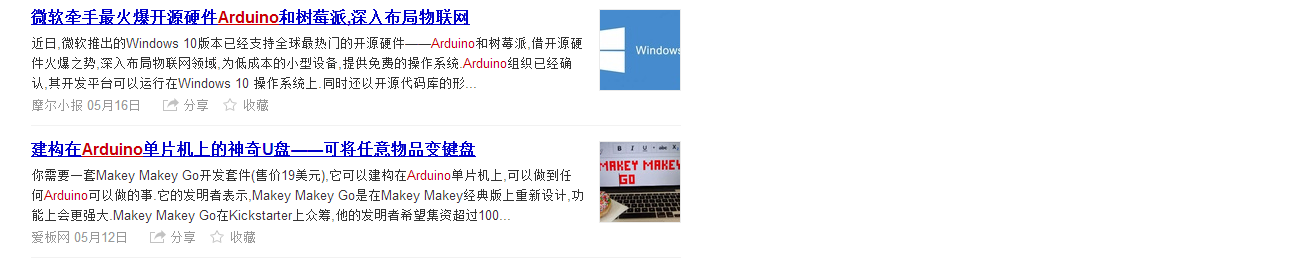 微软牵手最火爆开源硬件Arduino和树莓派,深入布局物联网
近日,微软推出的Windows 10版本已经支持全球最热门的开源硬件——Arduino和树莓派,借开源硬
件火爆之势,深入布局物联网领域,为低成本的小型设备,提供免费的操作系统.Arduino组织已经确
认,其开发平台可以运行在Windows 10 操作系统上.同时还以开源代码库的形...
Windows
摩尔小报 05月16日 分享 收藏
建构在Arduino单片机上的神奇U盘——可将任意物品变键盘
你需要一套Makey Makey Go开发套件(售价19美元),它可以建构在Arduino单片机上,可以做到任
何Arduino可以做的事.它的发明者表示,Makey Makey Go是在Makey Makey经典版上重新设计,功
能上会更强大.Makey Makey Go在Kickstarter上众筹,他的发明者希望集资超过100...
B I U abc X
MAKEY MAKEY
GO
爱板网 05月12日 分享 收藏